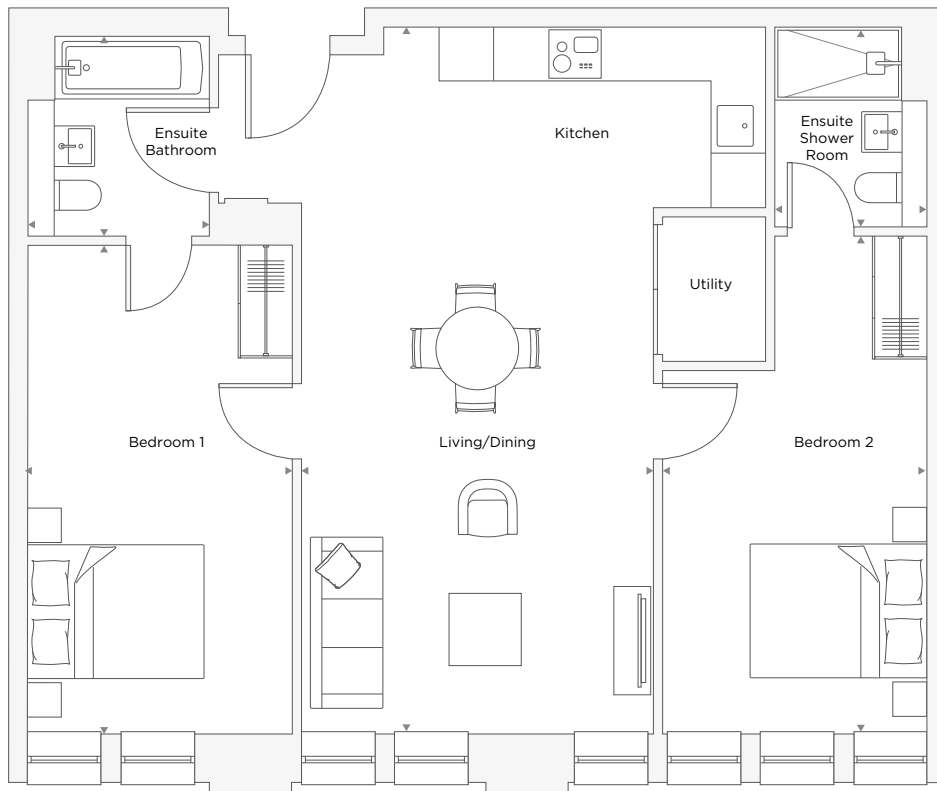 Ensuite
Bathroom
Kitchen
Ensuite
Shower
Room
Utility
Bedroom 1
Living/Dining
Bedroom 2